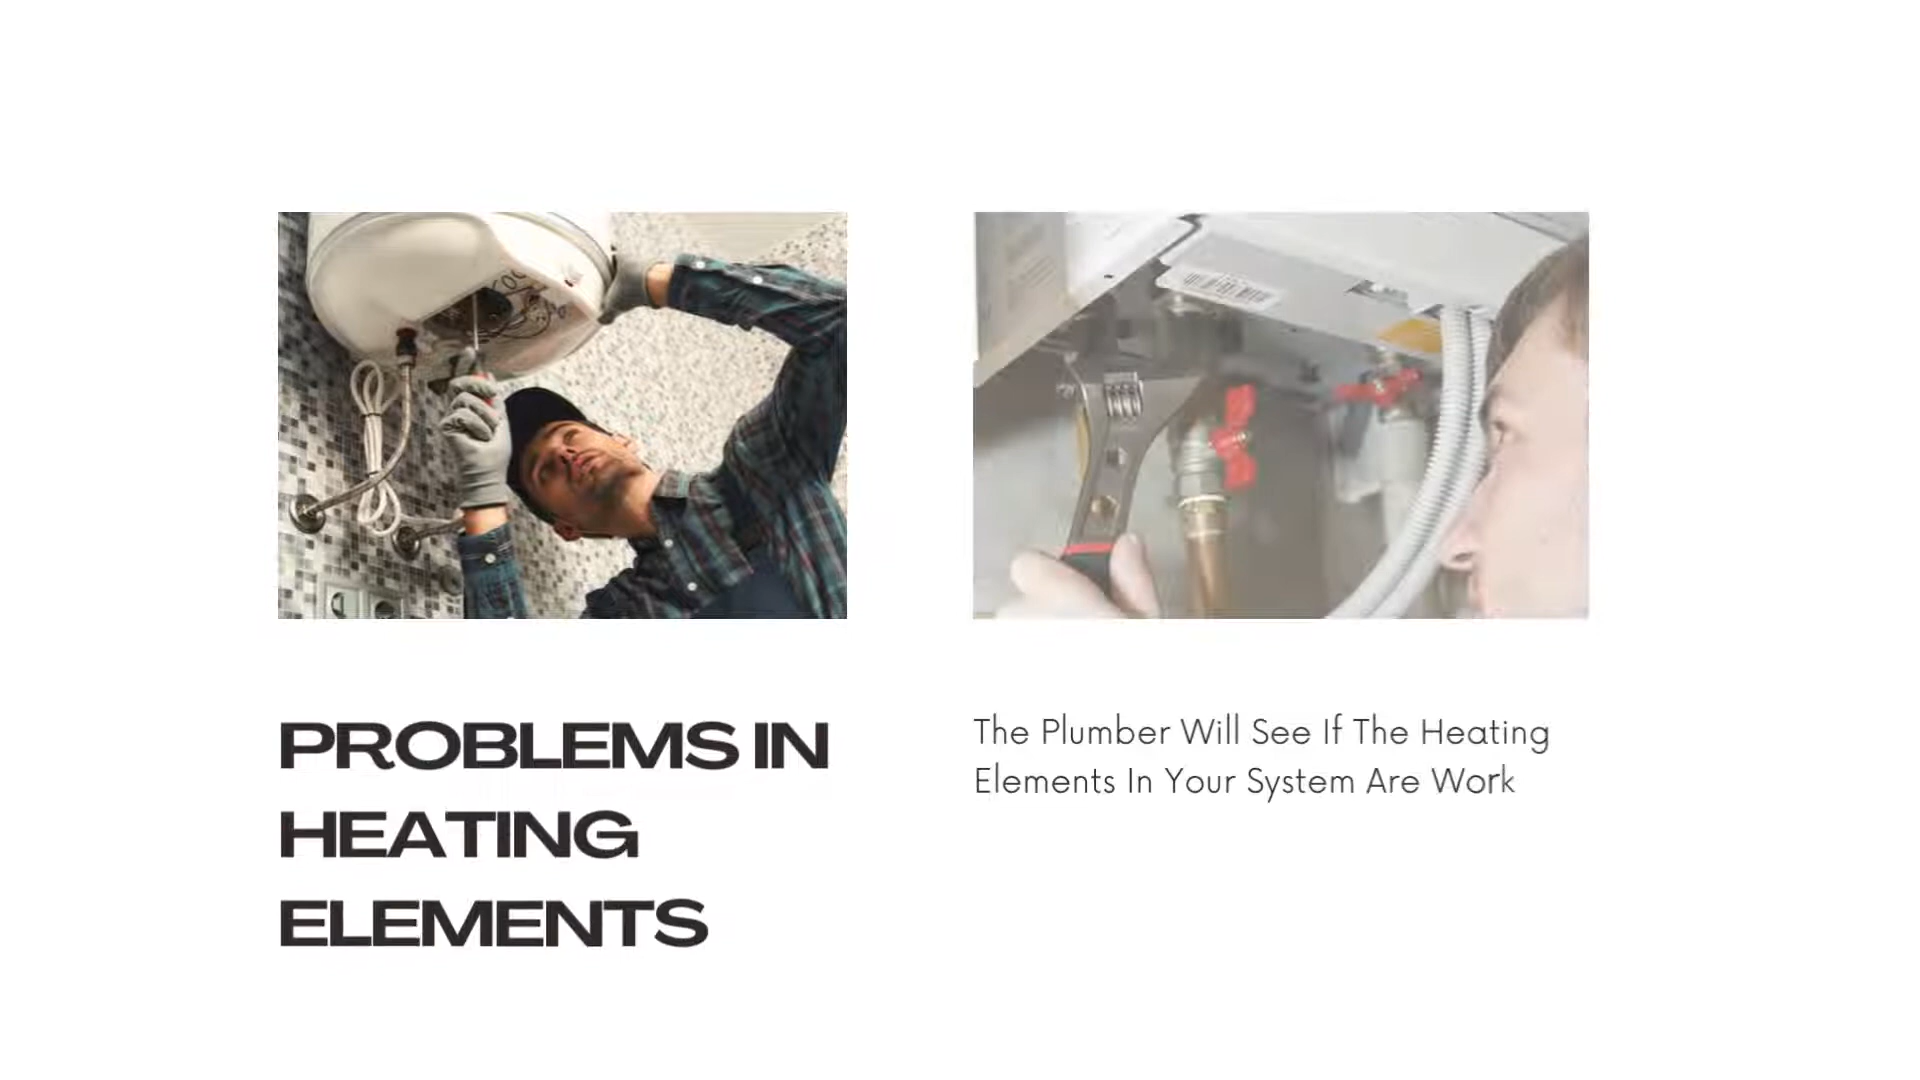 PROBLEMS IN
HEATING
ELEMENTS
The Plumber Will See If The Heating
Elements In Your System Are Work